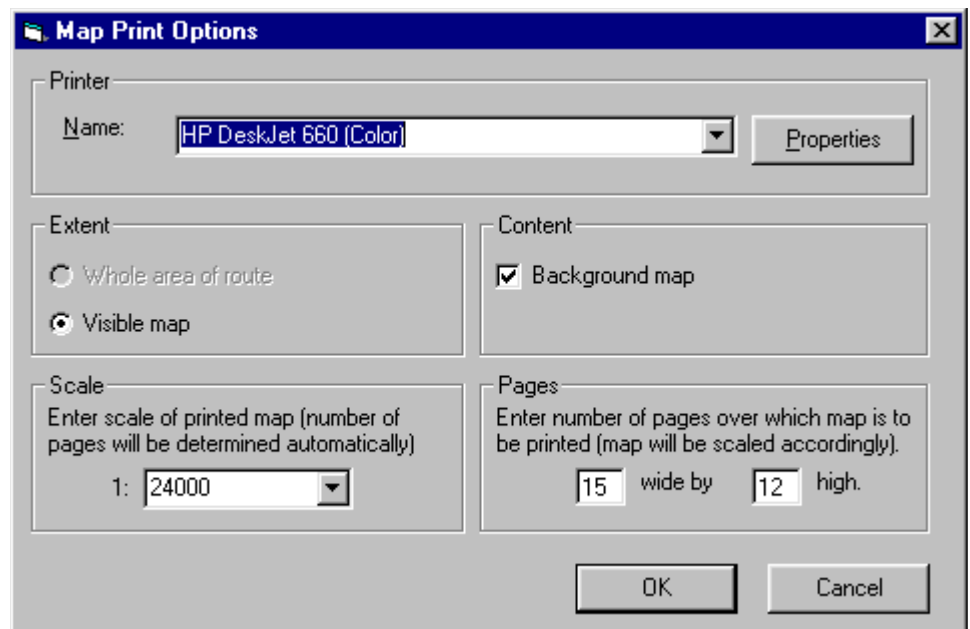 Map Print Options
Printer
Name:
HP DeskJet 660 (Color)
Properties
Extent
Whole area of route
Visible map
Content
Background map
Scale
Enter scale of printed map (number of
pages will be determined automatically)
1: 24000
Pages
Enter number of pages over which map is to
be printed (map will be scaled accordingly).
15 wide by 12 high.
OK
Cancel